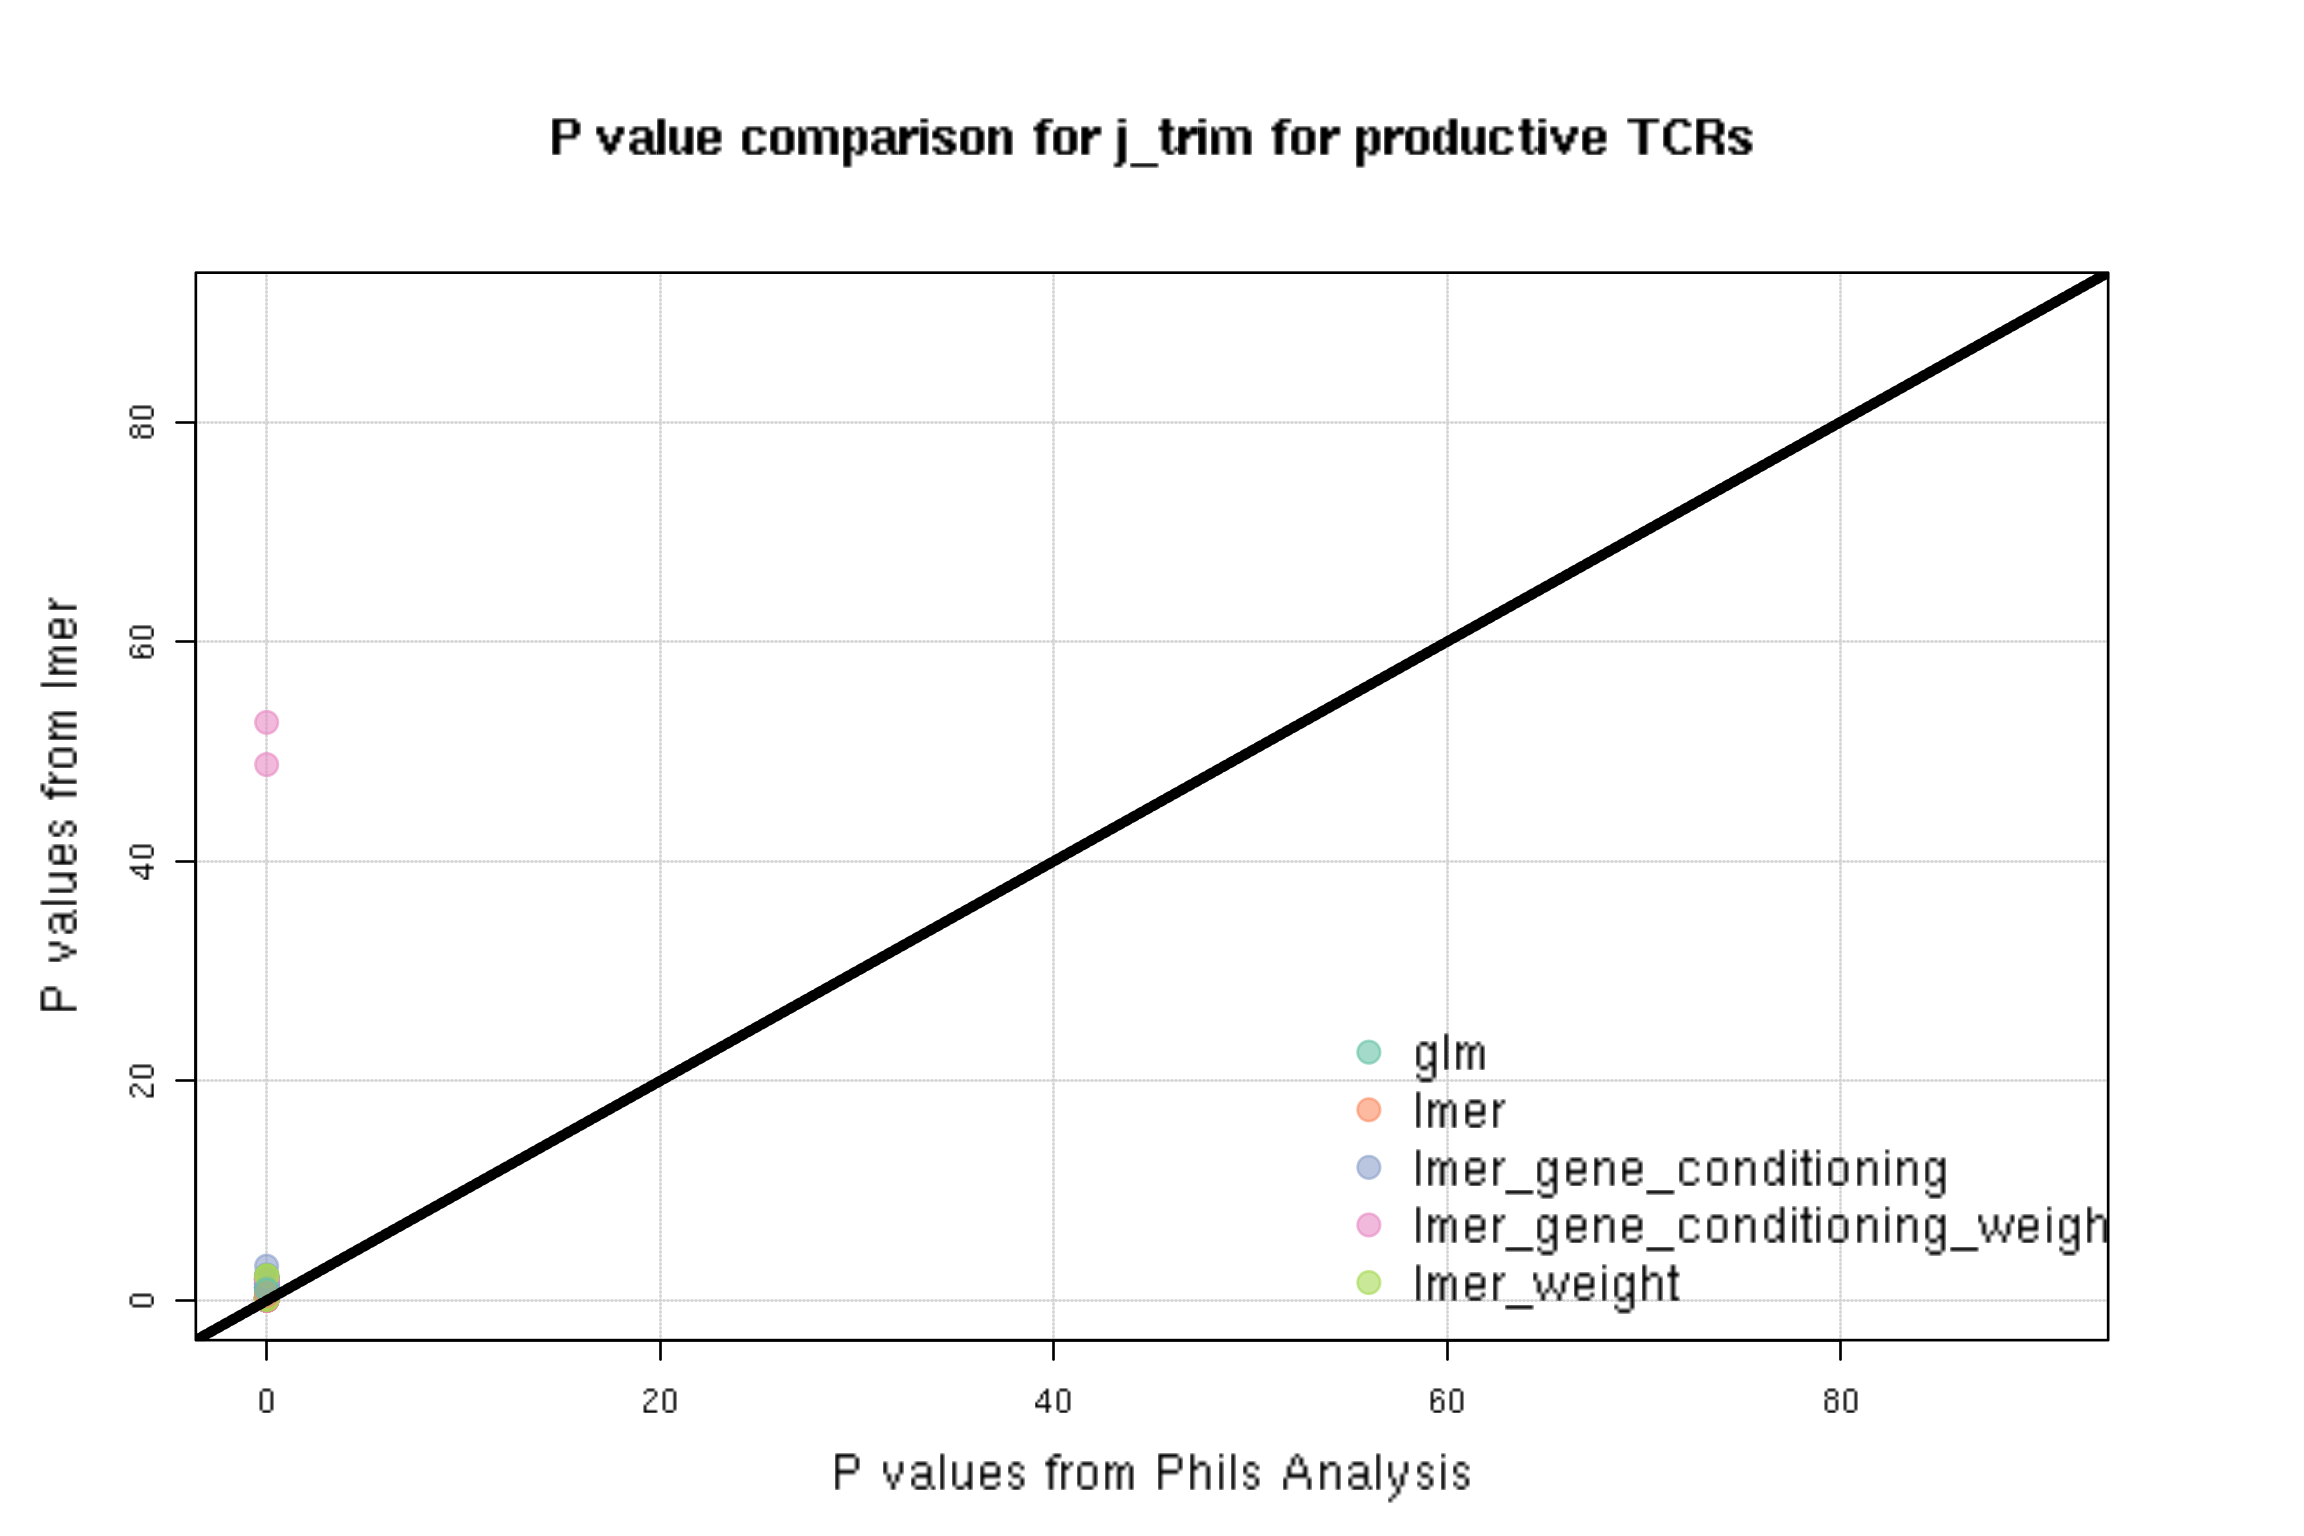 P value comparison for j_trim for productive TCRs
P values from lmer
80
60
40
20
0
glm
lmer
lmer_gene_conditioning
lmer_gene_conditioning_weigh
lmer_weight
0 20 40 60 80
P values from Phils Analysis